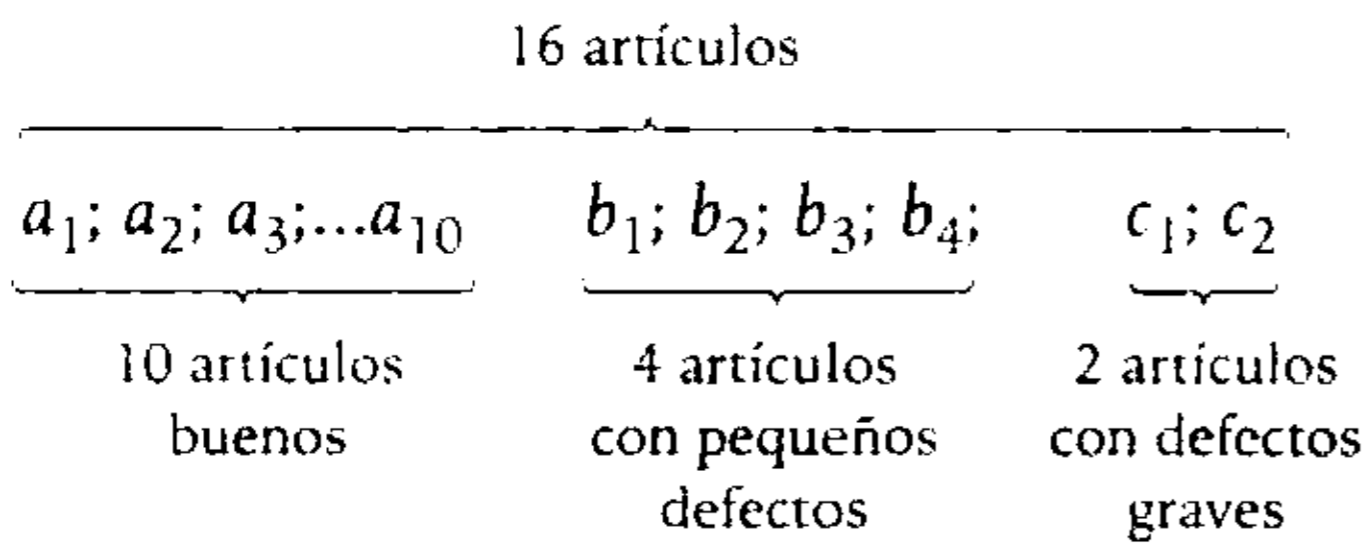 16 artículos
a1; a2; a3;...a10 b1; b2; b3; b4; c1; c2
10 artículos 4 artículos 2 artículos
buenos con pequeños con defectos
defectos graves